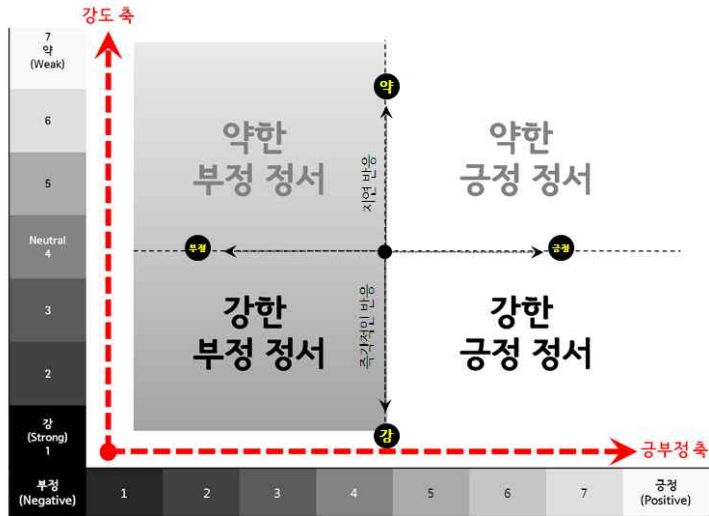 강도 축
7
약
(Weak)
6
5
Neutral
4
3
2
강
(Strong)
1
약
약한
부정 정서
약한
긍정 정서
지연 반응
부정
긍정
강한
부정 정서
강한
긍정 정서
즉각적인 반응
강
긍부정 축
부정
(Negative)
1
2
3
4
5
6
7
긍정
(Positive)